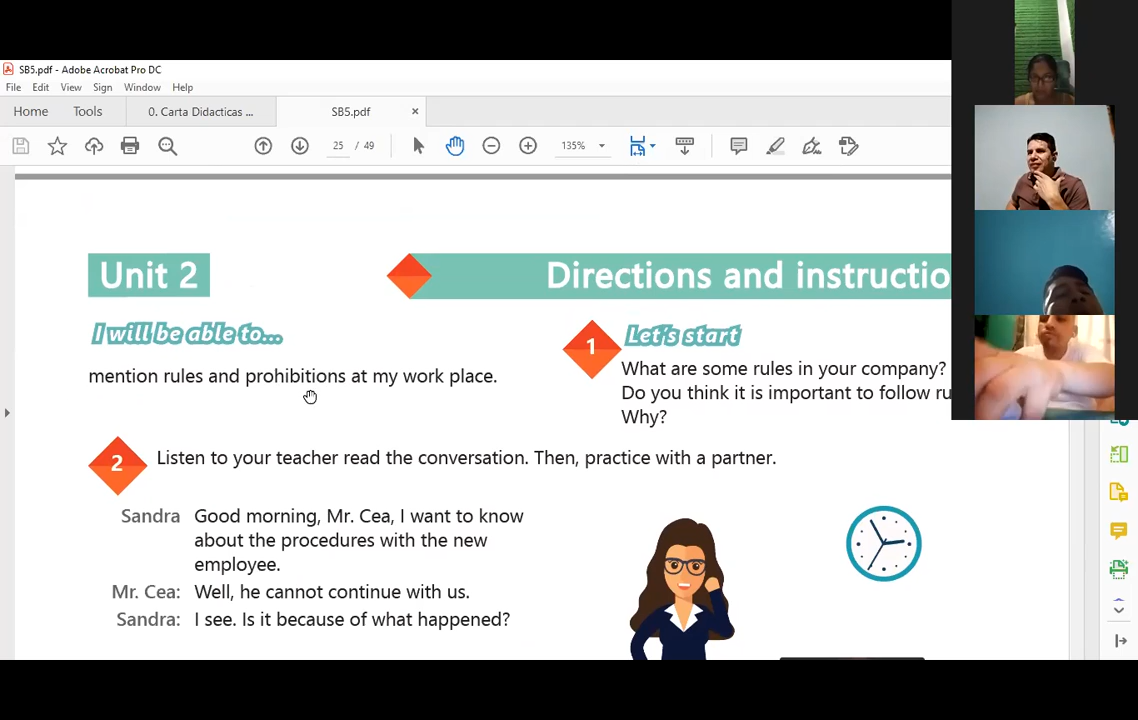 SB5.pdf - Adobe Acrobat Pro DC
File Edit View Sign Window Help
Home Tools 0. Carta Didacticas ... SB5.pdf ×
25 / 49 135%
Unit 2
Directions and instructio
I will be able to...
mention rules and prohibitions at my work place.
1 Let's start
What are some rules in your company?
Do you think it is important to follow ru
Why?
2 Listen to your teacher read the conversation. Then, practice with a partner.
Sandra Good morning, Mr. Cea, I want to know
about the procedures with the new
employee.
Mr. Cea: Well, he cannot continue with us.
Sandra: I see. Is it because of what happened?